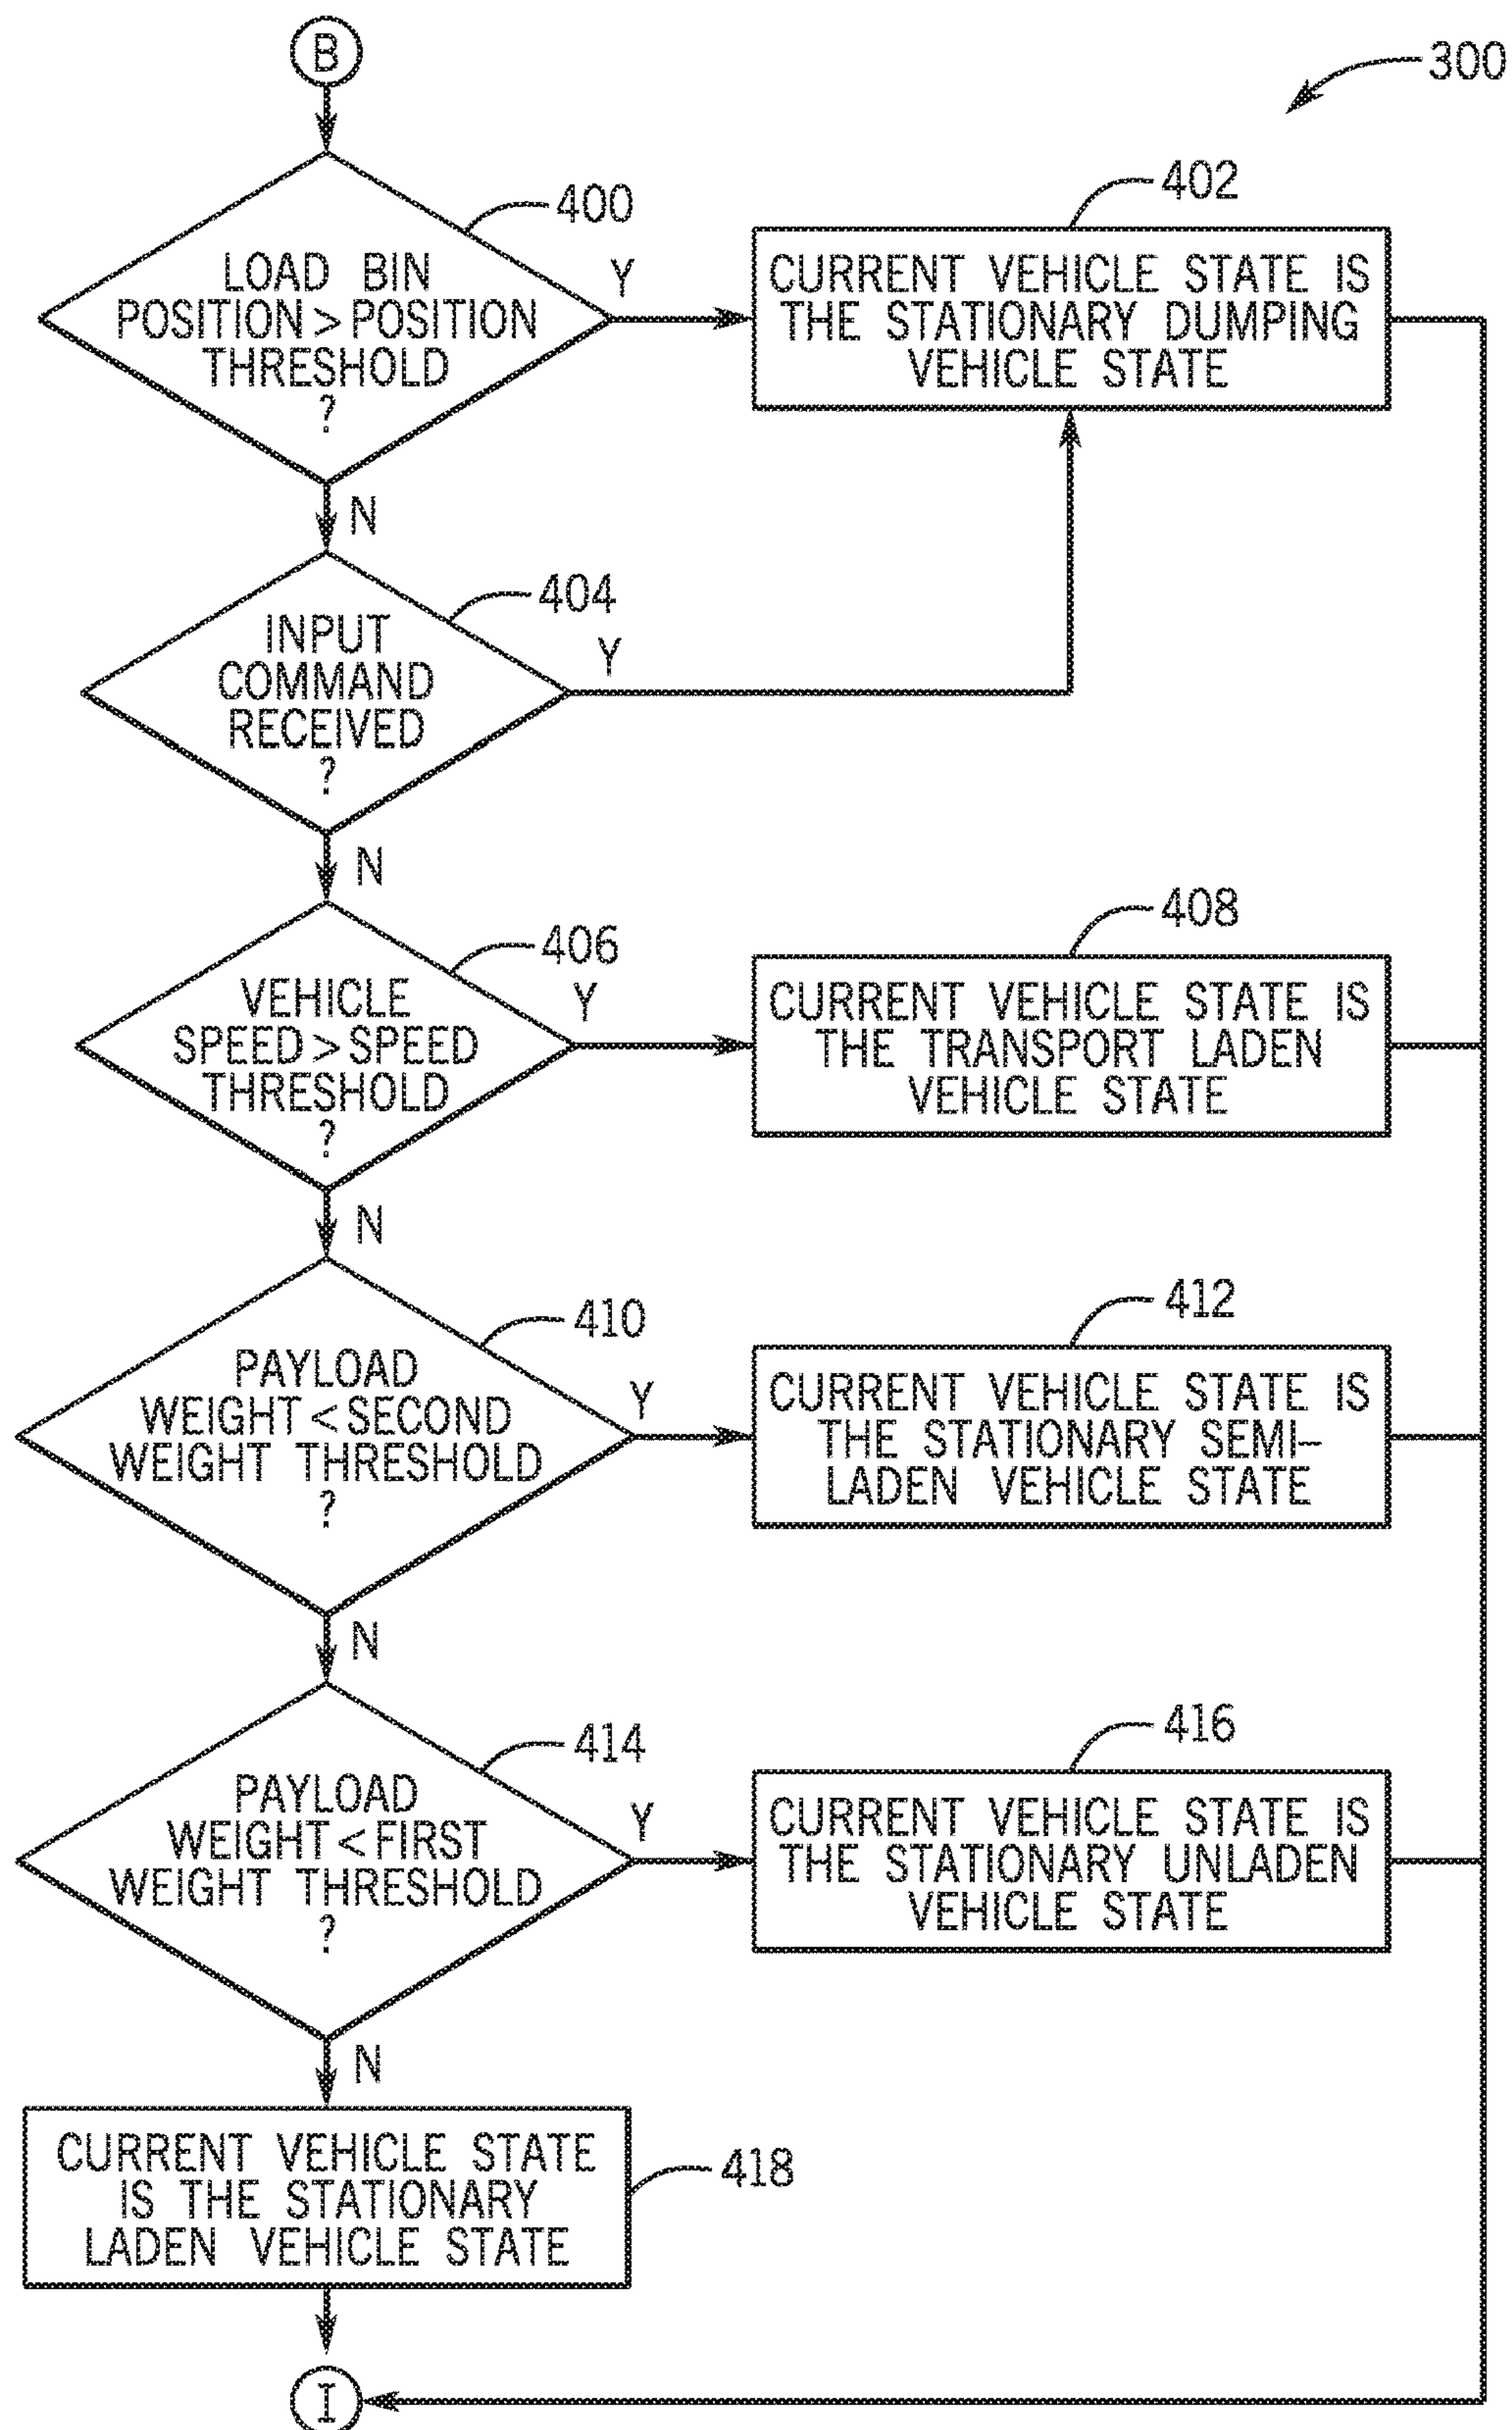 B
300
400
LOAD BIN
POSITION > POSITION
THRESHOLD
?
Y
402
CURRENT VEHICLE STATE IS
THE STATIONARY DUMPING
VEHICLE STATE
N
404
INPUT
COMMAND
RECEIVED
?
Y
N
406
VEHICLE
SPEED > SPEED
THRESHOLD
?
Y
408
CURRENT VEHICLE STATE IS
THE TRANSPORT LADEN
VEHICLE STATE
N
410
PAYLOAD
WEIGHT < SECOND
WEIGHT THRESHOLD
?
Y
412
CURRENT VEHICLE STATE IS
THE STATIONARY SEMI-
LADEN VEHICLE STATE
N
414
PAYLOAD
WEIGHT < FIRST
WEIGHT THRESHOLD
?
Y
416
CURRENT VEHICLE STATE IS
THE STATIONARY UNLADEN
VEHICLE STATE
N
CURRENT VEHICLE STATE
IS THE STATIONARY
LADEN VEHICLE STATE
418
I